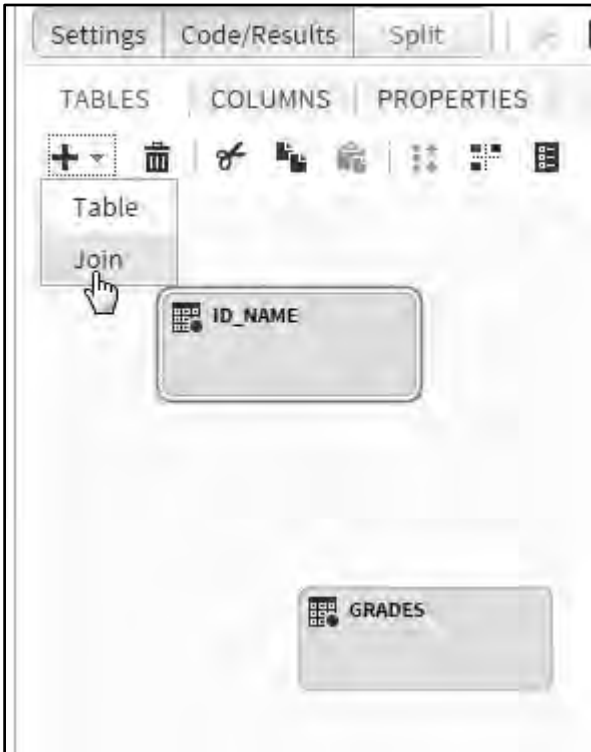 Settings Code/Results Split
TABLES COLUMNS PROPERTIES
Table
Join
ID_NAME
GRADES